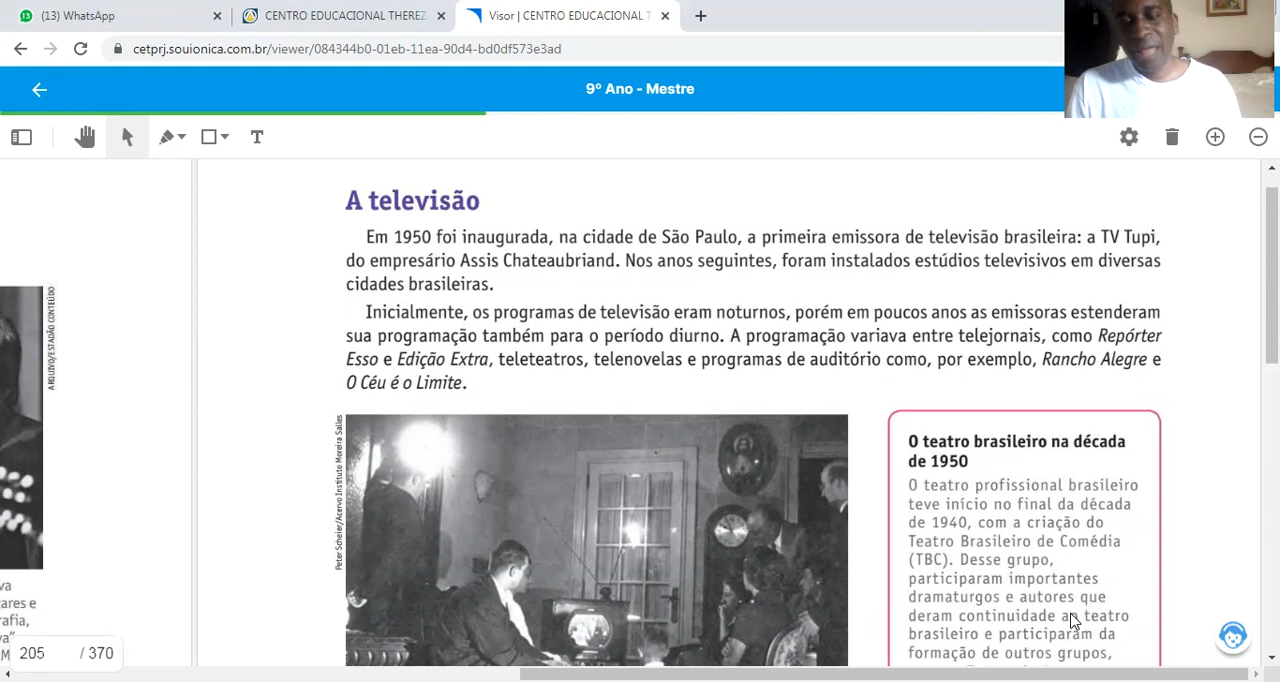 (13) WhatsApp
CENTRO EDUCACIONAL THEREZ
Visor | CENTRO EDUCACIONAL T
cetprj.souionica.com.br/viewer/084344b0-01eb-11ea-90d4-bd0df573e3ad
9º Ano - Mestre
T
A televisão
Em 1950 foi inaugurada, na cidade de São Paulo, a primeira emissora de televisão brasileira: a TV Tupi,
do empresário Assis Chateaubriand. Nos anos seguintes, foram instalados estúdios televisivos em diversas
cidades brasileiras.
Inicialmente, os programas de televisão eram noturnos, porém em poucos anos as emissoras estenderam
sua programação também para o período diurno. A programação variava entre telejornais, como Repórter
Esso e Edição Extra, teleteatros, telenovelas e programas de auditório como, por exemplo, Rancho Alegre e
O Céu é o Limite.
ARQUIVO/ESTADÃO CONTEÚDO
Peter Scheier/Acervo Instituto Moreira Salles
O teatro brasileiro na década
de 1950
O teatro profissional brasileiro
teve início no final da década
de 1940, com a criação do
Teatro Brasileiro de Comédia
(TBC). Desse grupo,
participaram importantes
dramaturgos e autores que
deram continuidade ao teatro
brasileiro e participaram da
formação de outros grupos,
va
ares e
rafia,
va"
205 / 370